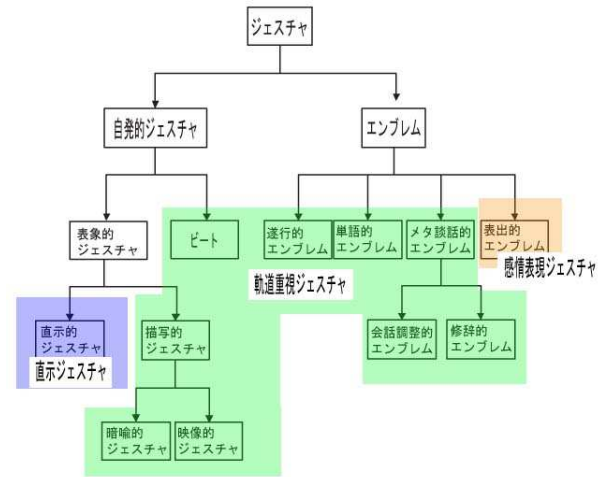 ジェスチャ
自発的ジェスチャ
エンブレム
表象的
ジェスチャ
ビート
遂行的
エンブレム
単語的
エンブレム
メタ談話的
エンブレム
表出的
エンブレム
感情表現ジェスチャ
軌道重視ジェスチャ
直示的
ジェスチャ
直示ジェスチャ
描写的
ジェスチャ
会話調整的
エンブレム
修辞的
エンブレム
暗喩的
ジェスチャ
映像的
ジェスチャ